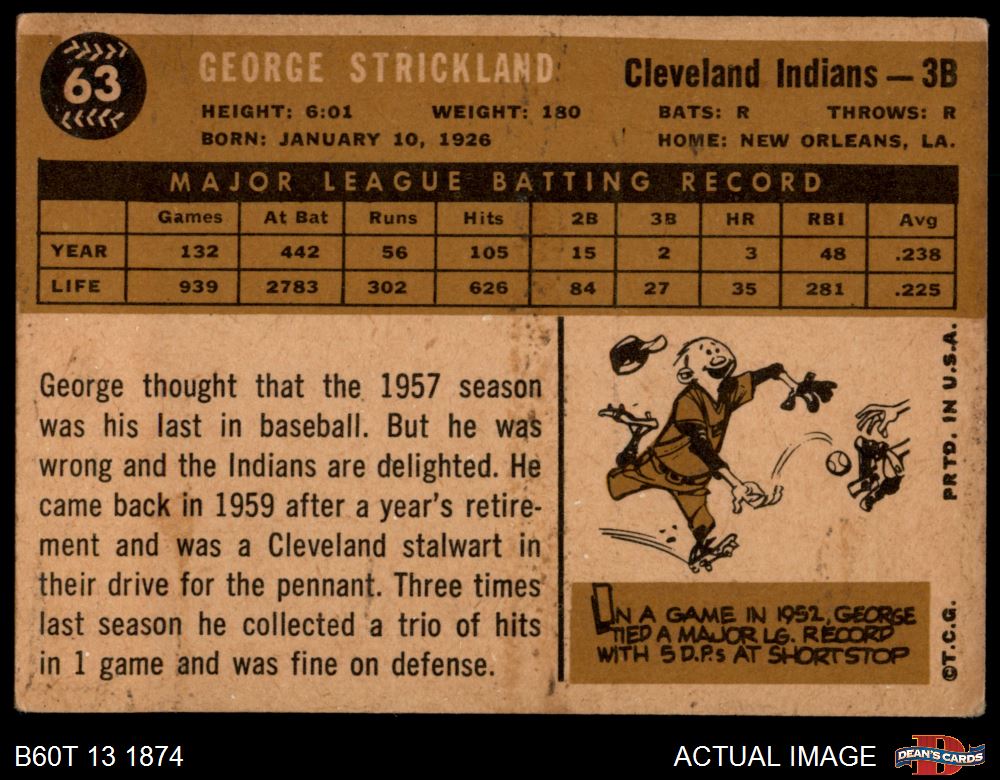 63
GEORGE STRICKLAND
Cleveland Indians — 3B
HEIGHT: 6:01 WEIGHT: 180 BATS: R THROWS: R
BORN: JANUARY 10, 1926 HOME: NEW ORLEANS, LA.
MAJOR LEAGUE BATTING RECORD
Games At Bat Runs Hits 2B 3B HR RBI Avg
YEAR 132 442 56 105 15 2 3 48 .238
LIFE 939 2783 302 626 84 27 35 281 .225
George thought that the 1957 season
was his last in baseball. But he was
wrong and the Indians are delighted. He
came back in 1959 after a year's retire-
ment and was a Cleveland stalwart in
their drive for the pennant. Three times
last season he collected a trio of hits
in 1 game and was fine on defense.
IN A GAME IN 1952, GEORGE
TIED A MAJOR LG. RECORD
WITH 5 D.P.s AT SHORTSTOP
©T.C.G. PRTD. IN U.S.A.
B60T 13 1874
ACTUAL IMAGE
D
DEAN'S CARDS